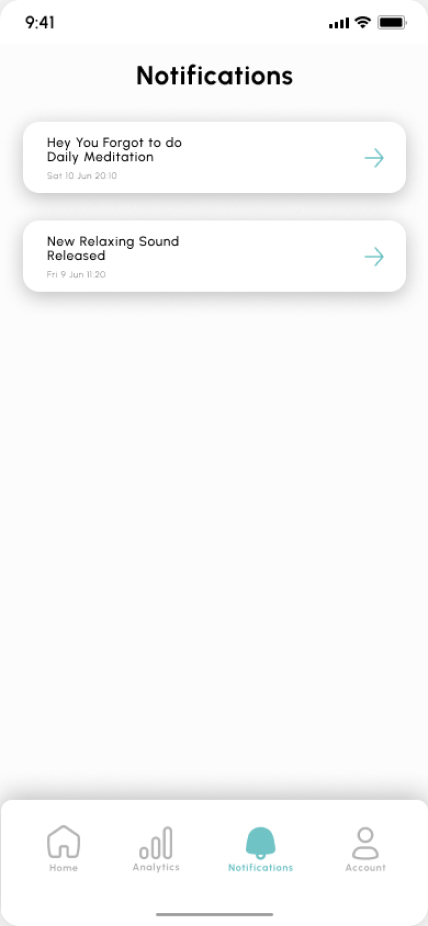 9:41
Notifications
Hey You Forgot to do
Daily Meditation
Sat 10 Jun 20:10
New Relaxing Sound
Released
Fri 9 Jun 11:20
Home
Analytics
Notifications
Account